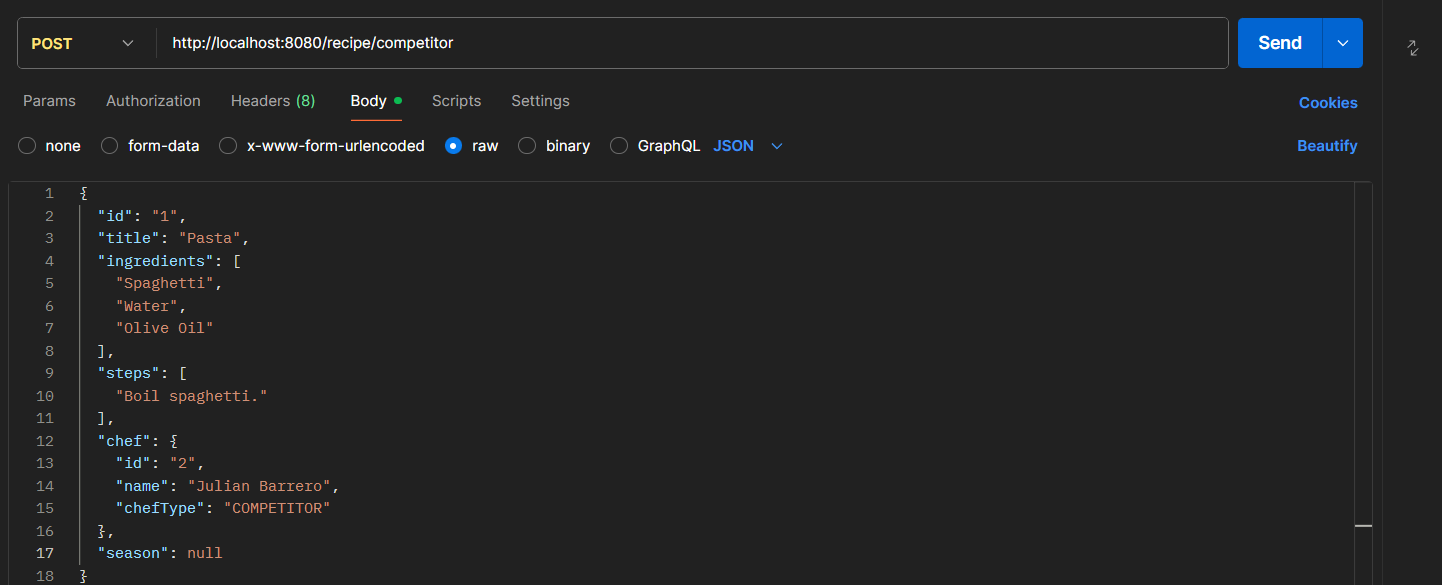 POST http://localhost:8080/recipe/competitor Send
Params Authorization Headers (8) Body Scripts Settings Cookies
none form-data x-www-form-urlencoded raw binary GraphQL JSON Beautify
1 {
2 "id": "1",
3 "title": "Pasta",
4 "ingredients": [
5 "Spaghetti",
6 "Water",
7 "Olive Oil"
8 ],
9 "steps": [
10 "Boil spaghetti."
11 ],
12 "chef": {
13 "id": "2",
14 "name": "Julian Barrero",
15 "chefType": "COMPETITOR"
16 },
17 "season": null
18 }